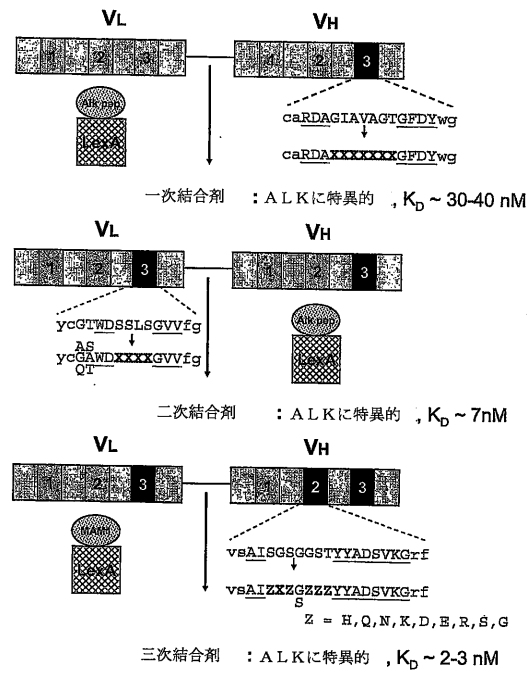 VL VH
1 2 3 1 2 3
Alk pep
LexA
caRDAGIAVAGTGFDYwg
caRDAXXXXXXXGFDYwg
一次結合剤 : ALKに特異的 , KD ~ 30-40 nM
VL VH
1 2 3 1 2 3
ycGTWDSSLSGVVfg
AS
ycGAWDXXXXGVVfg
QT
Alk pep
LexA
二次結合剤 : ALKに特異的 , KD ~ 7nM
VL VH
1 2 3 1 2 3
MAM1
LexA
vsAISGSGGSTYYADSVKGrf
vsAIZXZGZZZYYADSVKGrf
S
Z = H,Q,N,K,D,E,R,S,G
三次結合剤 : ALKに特異的 , KD ~ 2-3 nM